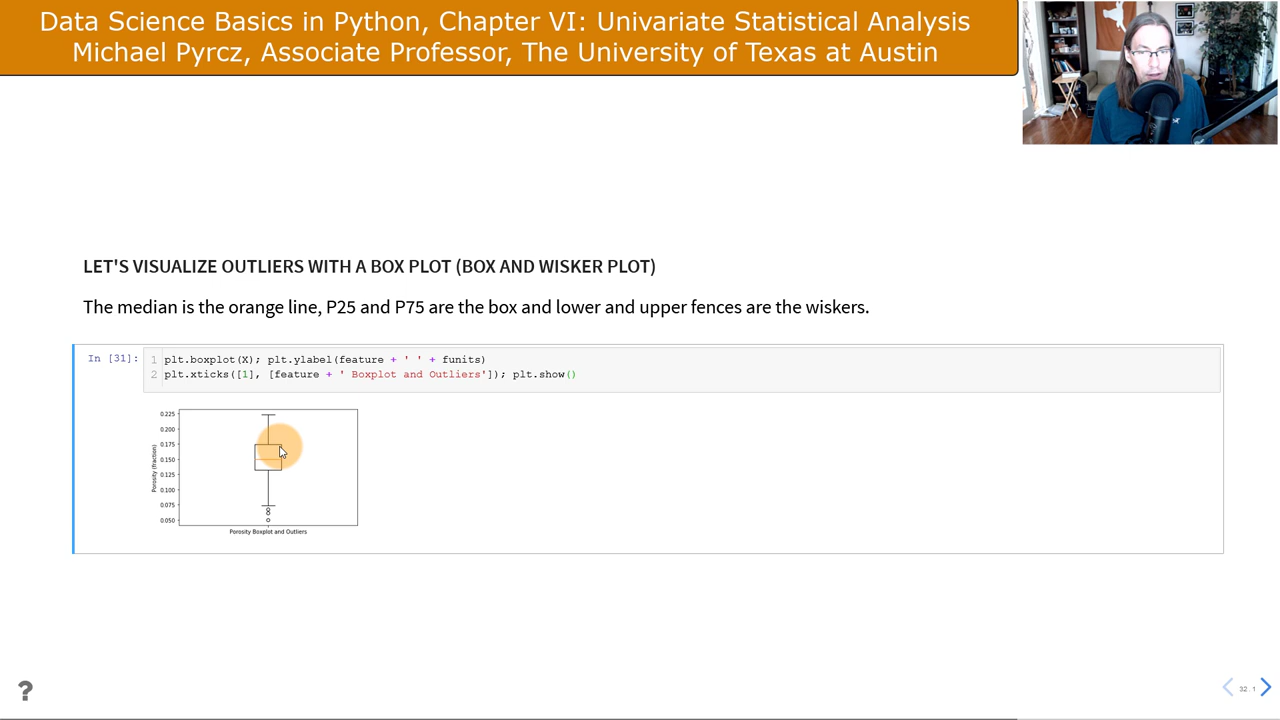 Data Science Basics in Python, Chapter VI: Univariate Statistical Analysis
Michael Pyrcz, Associate Professor, The University of Texas at Austin
LET'S VISUALIZE OUTLIERS WITH A BOX PLOT (BOX AND WISKER PLOT)
The median is the orange line, P25 and P75 are the box and lower and upper fences are the wiskers.
In [31]:
1 plt.boxplot(X); plt.ylabel(feature + ' ' + funits)
2 plt.xticks([1], [feature + ' Boxplot and Outliers']); plt.show()
0.225
0.200
0.175
0.150
0.125
0.100
0.075
0.050
Porosity (fraction)
Porosity Boxplot and Outliers
?
32.1